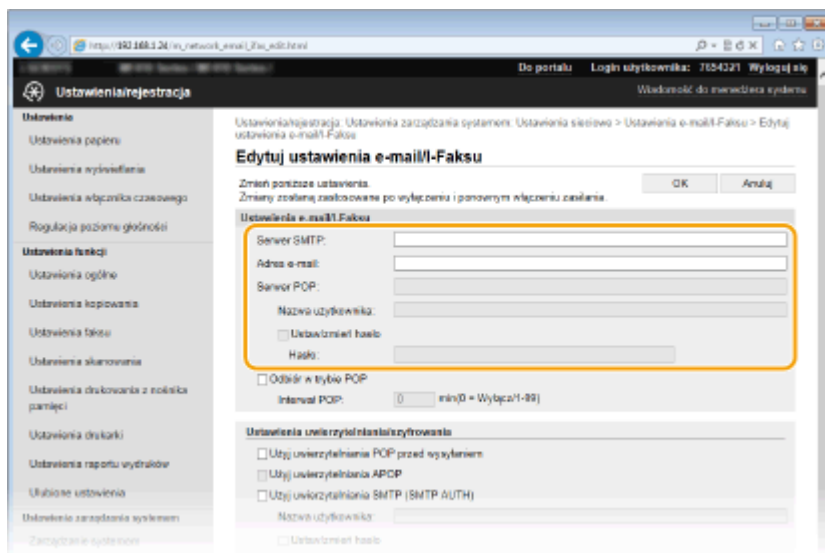 http://192.168.1.24/m_network_email_ifax_edit.html
Do portalu Login użytkownika: 7654321 Wyloguj się
Ustawienia/rejestracja
Wiadomość do menedżera systemu
Ustawienia
Ustawienia papieru
Ustawienia wyświetlania
Ustawienia włącznika czasowego
Regulacja poziomu głośności
Ustawienia funkcji
Ustawienia ogólne
Ustawienia kopiowania
Ustawienia faksu
Ustawienia skanowania
Ustawienia drukowania z nośnika
pamięci
Ustawienia drukarki
Ustawienia raportu wydruków
Ulubione ustawienia
Ustawienia zarządzania systemem
Zarządzanie systemem
Ustawienia/rejestracja: Ustawienia zarządzania systemem: Ustawienia sieciowe > Ustawienia e-mail/I-Faksu > Edytuj
ustawienia e-mail/I-Faksu
Edytuj ustawienia e-mail/I-Faksu
Zmień poniższe ustawienia.
Zmiany zostaną zastosowane po wyłączeniu i ponownym włączeniu zasilania.
OK Anuluj
Ustawienia e-mail/I-Faksu
Serwer SMTP:
Adres e-mail:
Serwer POP:
Nazwa użytkownika:
Ustaw/zmień hasło
Hasło:
Odbiór w trybie POP
Interwał POP: 0 min(0 = Wyłącz/1-99)
Ustawienia uwierzytelniania/szyfrowania
Użyj uwierzytelniania POP przed wysyłaniem
Użyj uwierzytelniania APOP
Użyj uwierzytelniania SMTP (SMTP AUTH)
Nazwa użytkownika:
Ustaw/zmień hasło